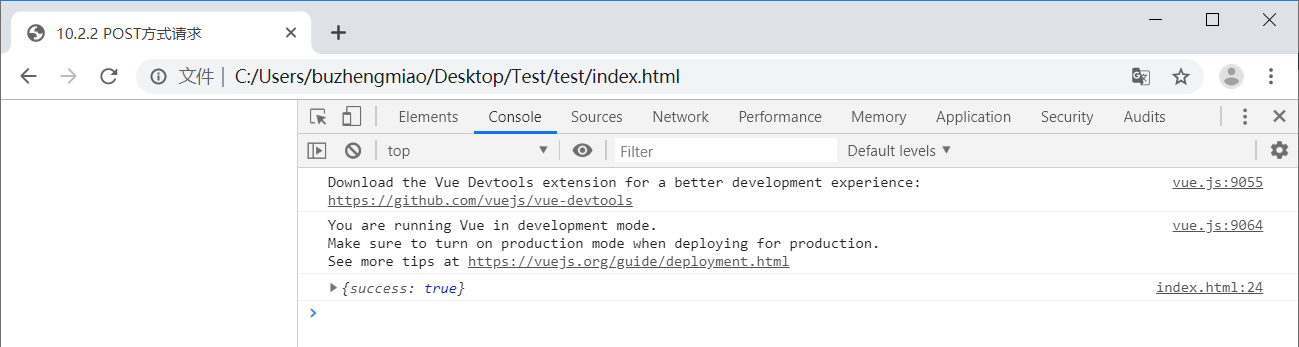 10.2.2 POST方式请求
文件 | C:/Users/buzhengmiao/Desktop/Test/test/index.html
Elements Console Sources Network Performance Memory Application Security Audits
top Filter Default levels
Download the Vue Devtools extension for a better development experience: vue.js:9055
https://github.com/vuejs/vue-devtools
You are running Vue in development mode. vue.js:9064
Make sure to turn on production mode when deploying for production.
See more tips at https://vuejs.org/guide/deployment.html
{success: true} index.html:24